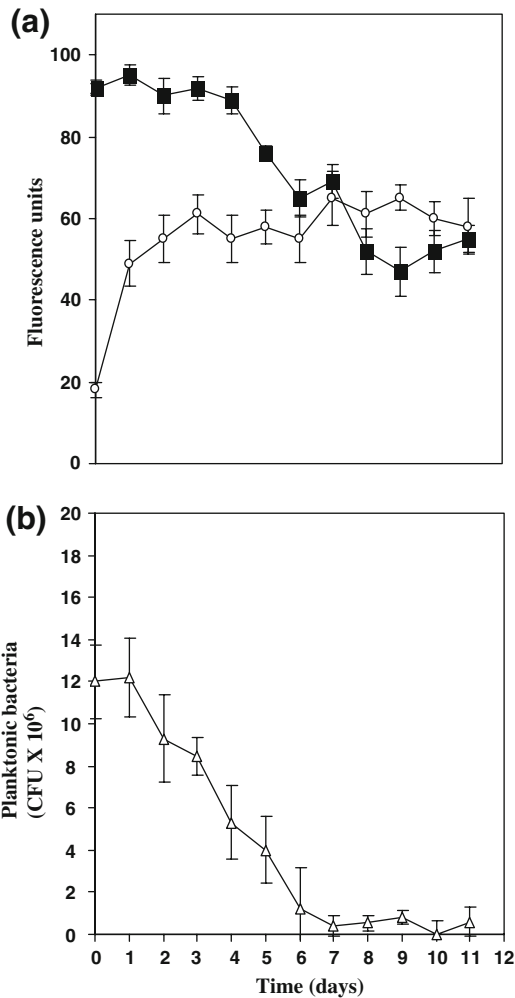 (a)
100
80
60
40
20
0
Fluorescence units
(b)
20
18
16
14
12
10
8
6
4
2
0
Planktonic bacteria
(CFU X 10⁶)
0 1 2 3 4 5 6 7 8 9 10 11 12
Time (days)